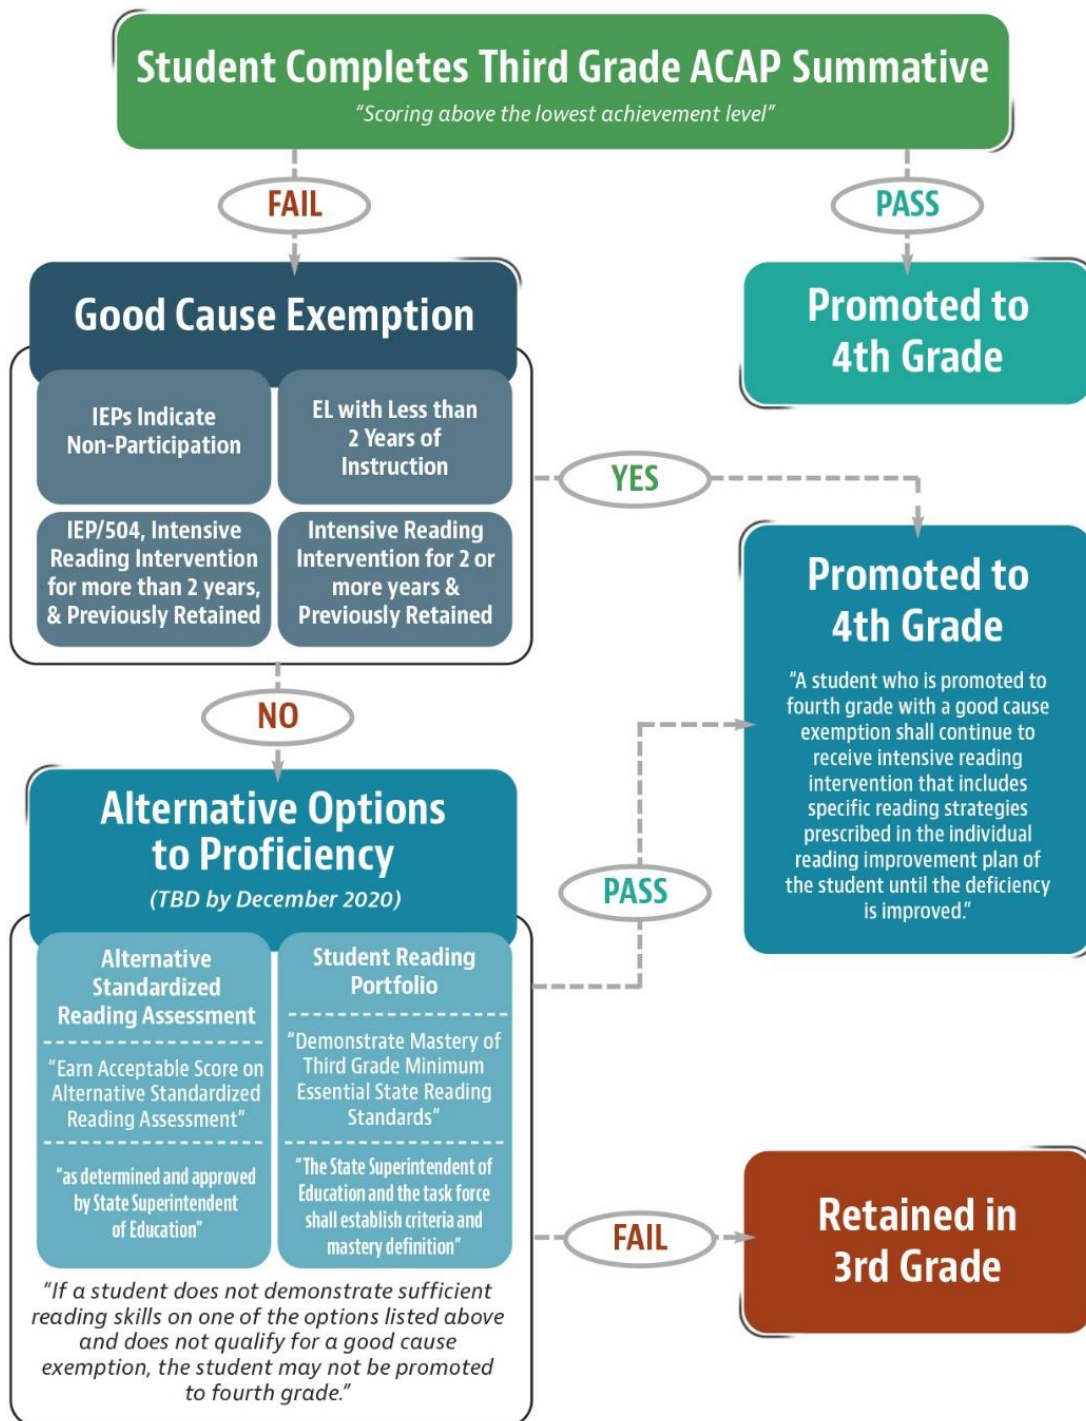 Student Completes Third Grade ACAP Summative
"Scoring above the lowest achievement level"
FAIL
PASS
Good Cause Exemption
IEPs Indicate
Non-Participation
EL with Less than
2 Years of
Instruction
IEP/504, Intensive
Reading Intervention
for more than 2 years,
& Previously Retained
Intensive Reading
Intervention for 2 or
more years &
Previously Retained
Promoted to
4th Grade
YES
Promoted to
4th Grade
"A student who is promoted to
fourth grade with a good cause
exemption shall continue to
receive intensive reading
intervention that includes
specific reading strategies
prescribed in the individual
reading improvement plan of
the student until the deficiency
is improved."
NO
Alternative Options
to Proficiency
(TBD by December 2020)
Alternative
Standardized
Reading Assessment
"Earn Acceptable Score on
Alternative Standardized
Reading Assessment"
"as determined and approved
by State Superintendent
of Education"
Student Reading
Portfolio
"Demonstrate Mastery of
Third Grade Minimum
Essential State Reading
Standards"
"The State Superintendent of
Education and the task force
shall establish criteria and
mastery definition"
PASS
FAIL
Retained in
3rd Grade
"If a student does not demonstrate sufficient
reading skills on one of the options listed above
and does not qualify for a good cause
exemption, the student may not be promoted
to fourth grade."